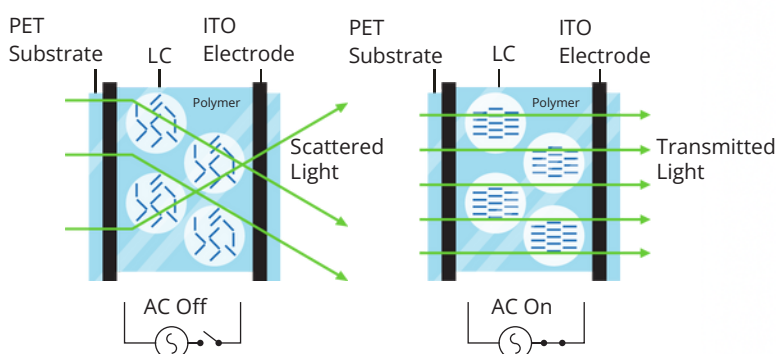 PET
Substrate
LC
ITO
Electrode
Polymer
Scattered
Light
AC Off
PET
Substrate
LC
ITO
Electrode
Polymer
Transmitted
Light
AC On